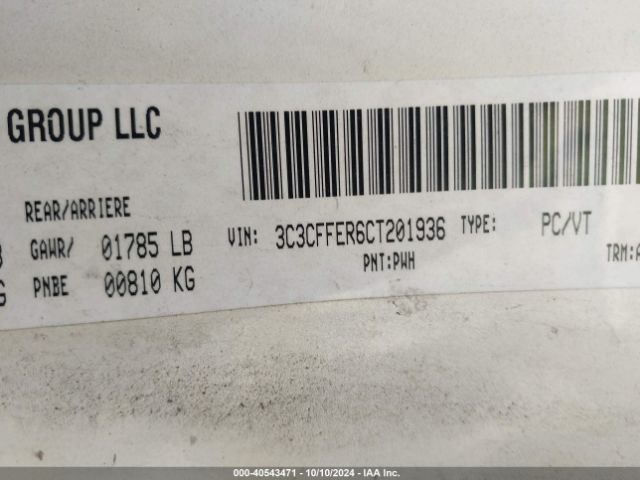 GROUP LLC
REAR/ARRIERE
GAWR/ 01785 LB
PNBE 00810 KG
VIN: 3C3CFFER6CT201936 TYPE: PC/VT
PNT:PWH TRM:A
000-40543471 - 10/10/2024 - IAA Inc.